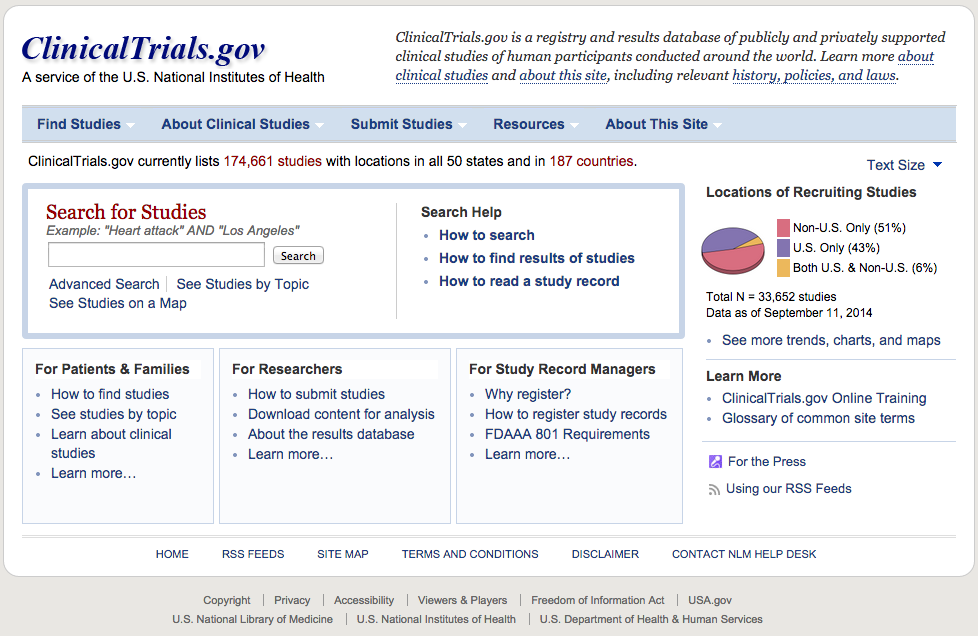 ClinicalTrials.gov
A service of the U.S. National Institutes of Health
ClinicalTrials.gov is a registry and results database of publicly and privately supported
clinical studies of human participants conducted around the world. Learn more about
clinical studies and about this site, including relevant history, policies, and laws.
Find Studies About Clinical Studies Submit Studies Resources About This Site
ClinicalTrials.gov currently lists 174,661 studies with locations in all 50 states and in 187 countries.
Text Size
Search for Studies
Example: "Heart attack" AND "Los Angeles"
Search
Advanced Search See Studies by Topic
See Studies on a Map
Search Help
How to search
How to find results of studies
How to read a study record
Locations of Recruiting Studies
Non-U.S. Only (51%)
U.S. Only (43%)
Both U.S. & Non-U.S. (6%)
Total N = 33,652 studies
Data as of September 11, 2014
See more trends, charts, and maps
Learn More
ClinicalTrials.gov Online Training
Glossary of common site terms
For the Press
Using our RSS Feeds
For Patients & Families
How to find studies
See studies by topic
Learn about clinical
studies
Learn more…
For Researchers
How to submit studies
Download content for analysis
About the results database
Learn more…
For Study Record Managers
Why register?
How to register study records
FDAAA 801 Requirements
Learn more…
HOME RSS FEEDS SITE MAP TERMS AND CONDITIONS DISCLAIMER CONTACT NLM HELP DESK
Copyright Privacy Accessibility Viewers & Players Freedom of Information Act USA.gov
U.S. National Library of Medicine U.S. National Institutes of Health U.S. Department of Health & Human Services